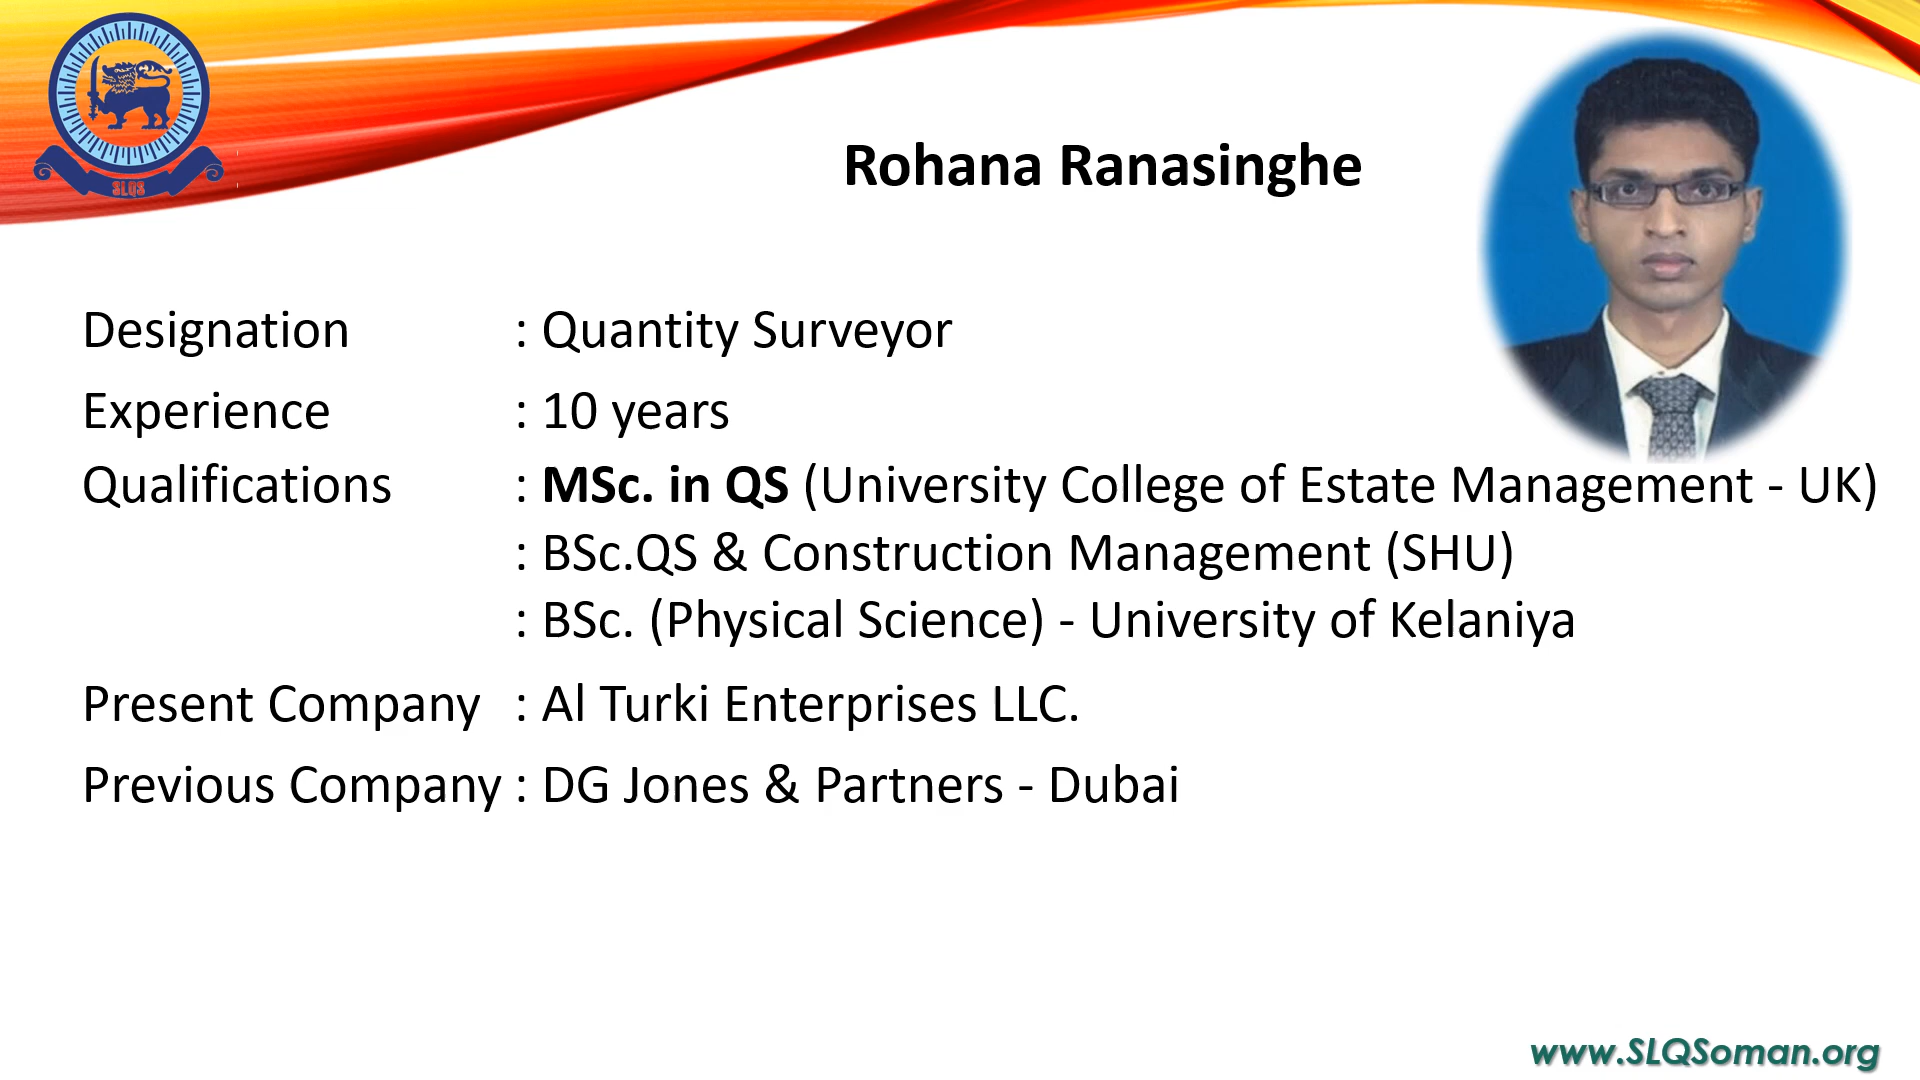 SLQS
Rohana Ranasinghe
Designation : Quantity Surveyor
Experience : 10 years
Qualifications : MSc. in QS (University College of Estate Management - UK)
: BSc.QS & Construction Management (SHU)
: BSc. (Physical Science) - University of Kelaniya
Present Company : Al Turki Enterprises LLC.
Previous Company : DG Jones & Partners - Dubai
www.SLQSoman.org